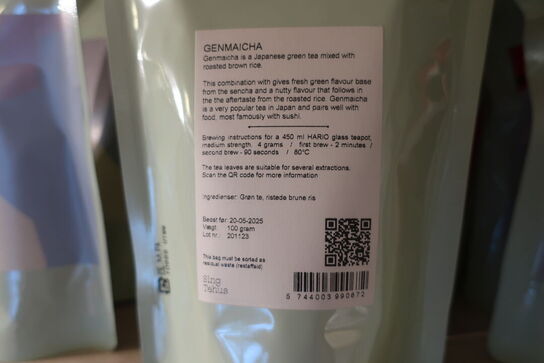 GENMAICHA
Genmaicha is a Japanese green tea mixed with
roasted brown rice.
This combination with gives fresh green flavour base
from the sencha and a nutty flavour that follows in
the the aftertaste from the roasted rice. Genmaicha
is a very popular tea in Japan and pairs well with
food, most famously with sushi.
Brewing instructions for a 450 ml HARIO glass teapot,
medium strength. 4 grams / first brew - 2 minutes /
second brew - 90 seconds / 80°C
The tea leaves are suitable for several extractions.
Scan the QR code for more information
Ingredienser: Grøn te, ristede brune ris
Bedst før: 20-05-2025
Vægt: 100 gram
Lot nr.: 201123
This bag must be sorted as
residual waste (restaffald)
Sing
Tehus
5 744003 990872